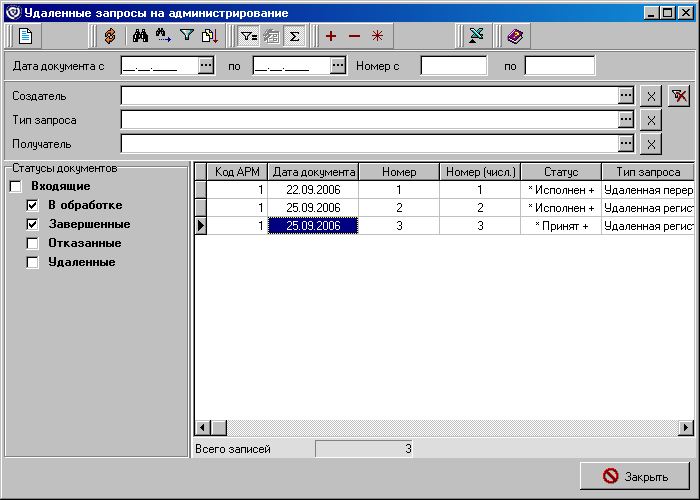 Удаленные запросы на администрирование
Дата документа с __.__.____ ... по __.__.____ ... Номер с по
Создатель ... X
Тип запроса ... X
Получатель ... X
Статусы документов
Входящие
В обработке
Завершенные
Отказанные
Удаленные
Код АРМ Дата документа Номер Номер (числ.) Статус Тип запроса
1 22.09.2006 1 1 * Исполнен + Удаленная перер
1 25.09.2006 2 2 * Исполнен + Удаленная регист
1 25.09.2006 3 3 * Принят + Удаленная регист
Всего записей 3
Закрыть